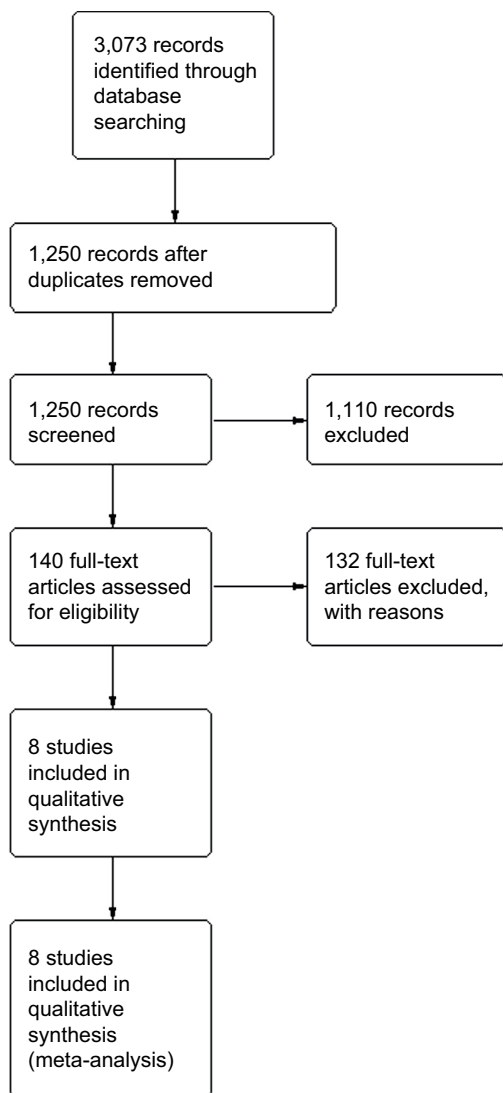 3,073 records
identified through
database
searching
1,250 records after
duplicates removed
1,250 records
screened
1,110 records
excluded
140 full-text
articles assessed
for eligibility
132 full-text
articles excluded,
with reasons
8 studies
included in
qualitative
synthesis
8 studies
included in
qualitative
synthesis
(meta-analysis)